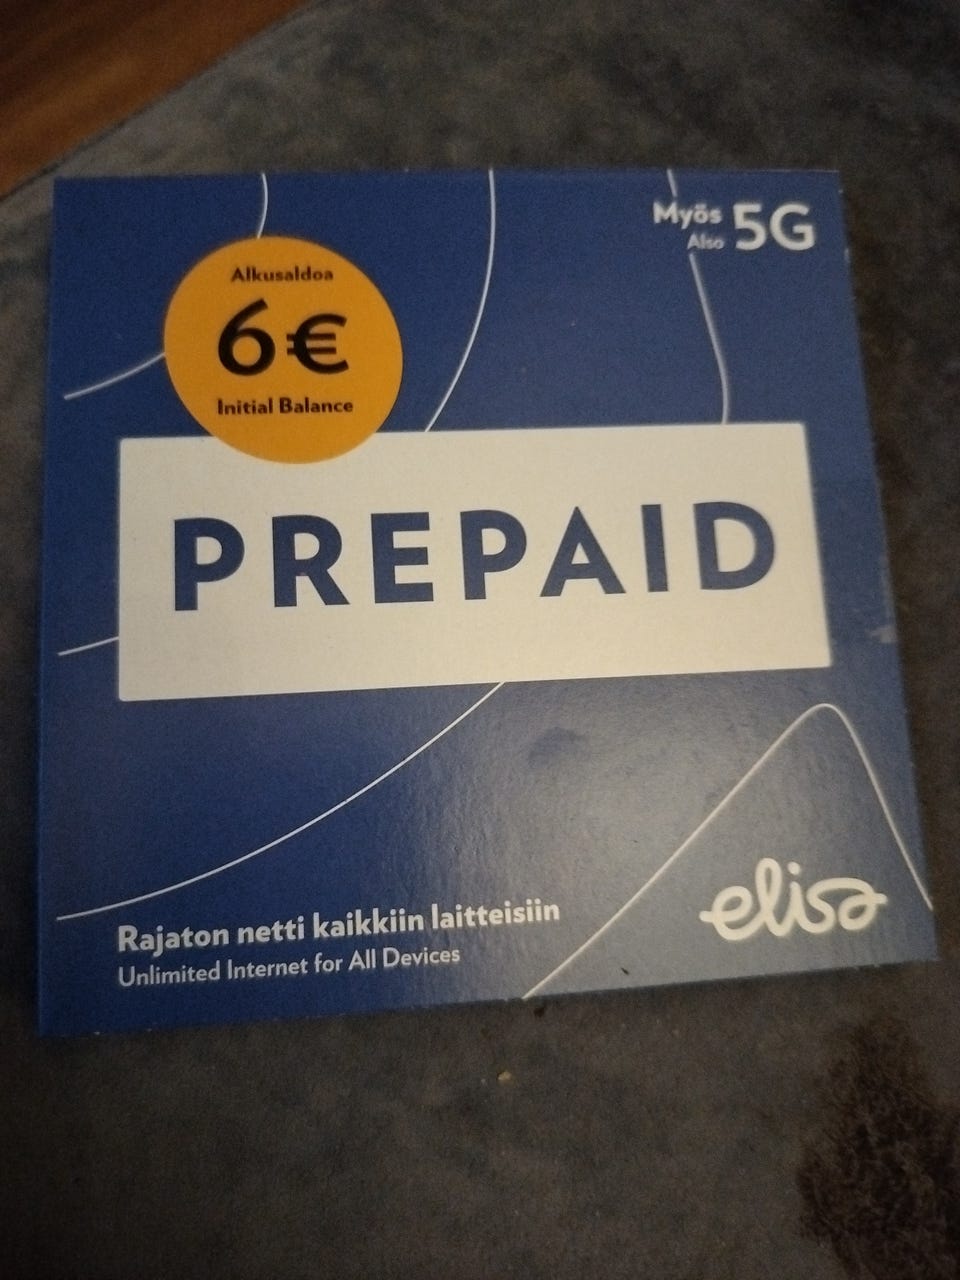 Myös
Also 5G
Alkusaldoa
6€
Initial Balance
PREPAID
Rajaton netti kaikkiin laitteisiin
Unlimited Internet for All Devices
elisa